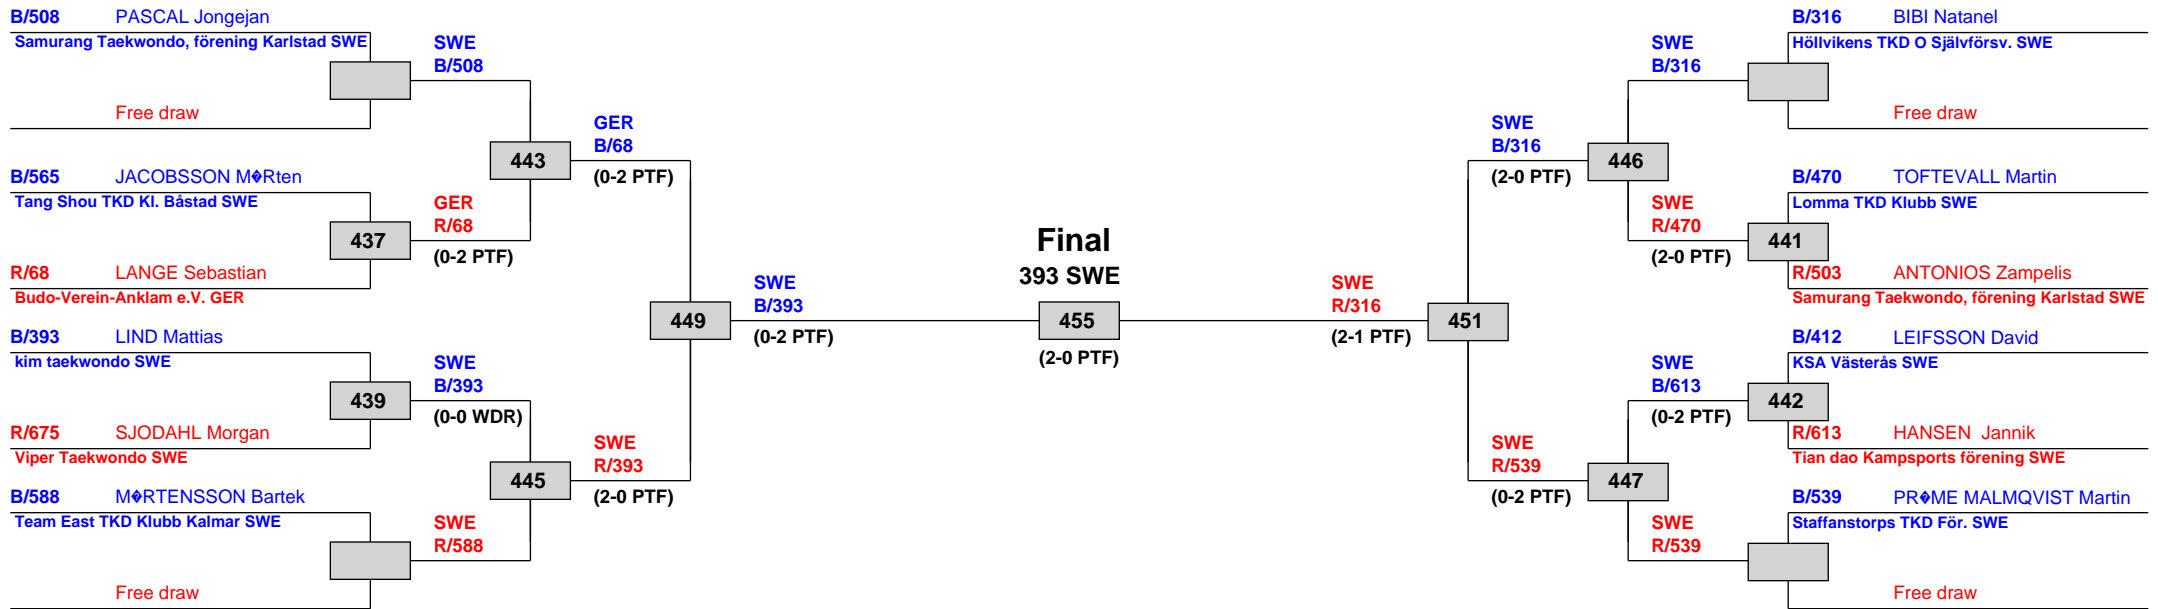 B/508 PASCAL Jongejan
Samurang Taekwondo, förening Karlstad SWE
Free draw
B/565 JACOBSSON M�Rten
Tang Shou TKD Kl. Båstad SWE
R/68 LANGE Sebastian
Budo-Verein-Anklam e.V. GER
B/393 LIND Mattias
kim taekwondo SWE
R/675 SJODAHL Morgan
Viper Taekwondo SWE
B/588 M�RTENSSON Bartek
Team East TKD Klubb Kalmar SWE
Free draw
SWE
B/508
437
GER
R/68
(0-2 PTF)
439
SWE
B/393
(0-0 WDR)
SWE
R/588
443
GER
B/68
(0-2 PTF)
445
SWE
R/393
(2-0 PTF)
449
SWE
B/393
(0-2 PTF)
Final
393 SWE
455
(2-0 PTF)
SWE
R/316
(2-1 PTF)
451
SWE
B/316
(2-0 PTF)
446
SWE
R/539
(0-2 PTF)
447
SWE
B/316
SWE
R/470
(2-0 PTF)
441
SWE
B/613
(0-2 PTF)
442
SWE
R/539
B/316 BIBI Natanel
Höllvikens TKD O Självförsv. SWE
Free draw
B/470 TOFTEVALL Martin
Lomma TKD Klubb SWE
R/503 ANTONIOS Zampelis
Samurang Taekwondo, förening Karlstad SWE
B/412 LEIFSSON David
KSA Västerås SWE
R/613 HANSEN Jannik
Tian dao Kampsports förening SWE
B/539 PR�ME MALMQVIST Martin
Staffanstorps TKD För. SWE
Free draw